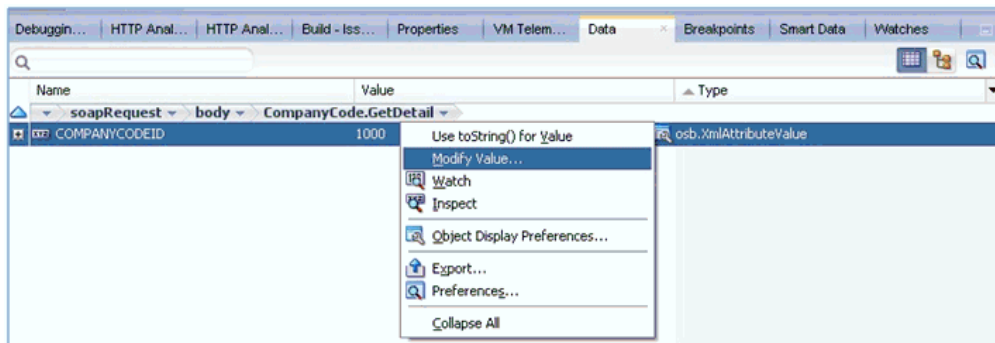 Debuggin... HTTP Anal... HTTP Anal... Build - Iss... Properties VM Telem... Data Breakpoints Smart Data Watches
Name Value Type
soapRequest body CompanyCode.GetDetail
COMPANYCODEID 1000 osb.XmlAttributeValue
Use toString() for Value
Modify Value...
Watch
Inspect
Object Display Preferences...
Export...
Preferences...
Collapse All